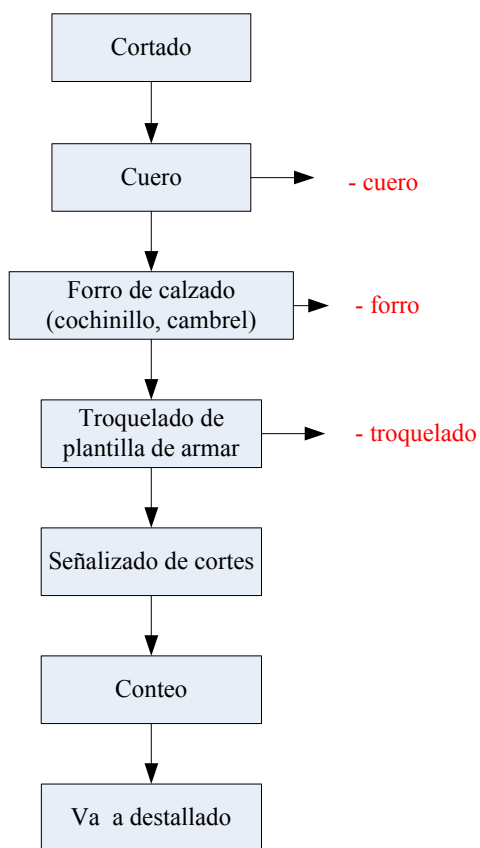 Cortado
Cuero
- cuero
Forro de calzado
(cochinillo, cambrel)
- forro
Troquelado de
plantilla de armar
- troquelado
Señalizado de cortes
Conteo
Va a destallado